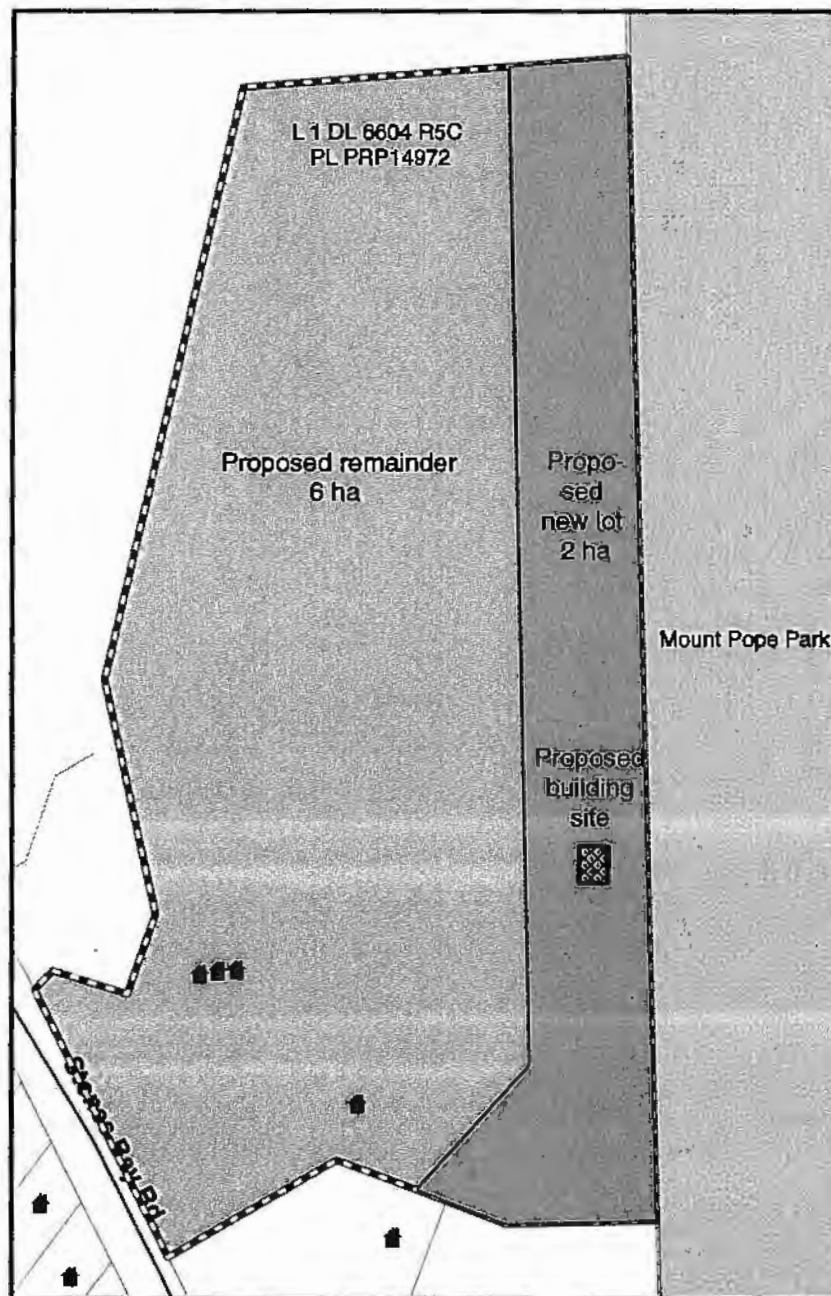 L 1 DL 6604 R5C
PL PRP14972
Proposed remainder
6 ha
Propo-
sed
new lot
2 ha
Mount Pope Park
Proposed
building
site
Bay Rd